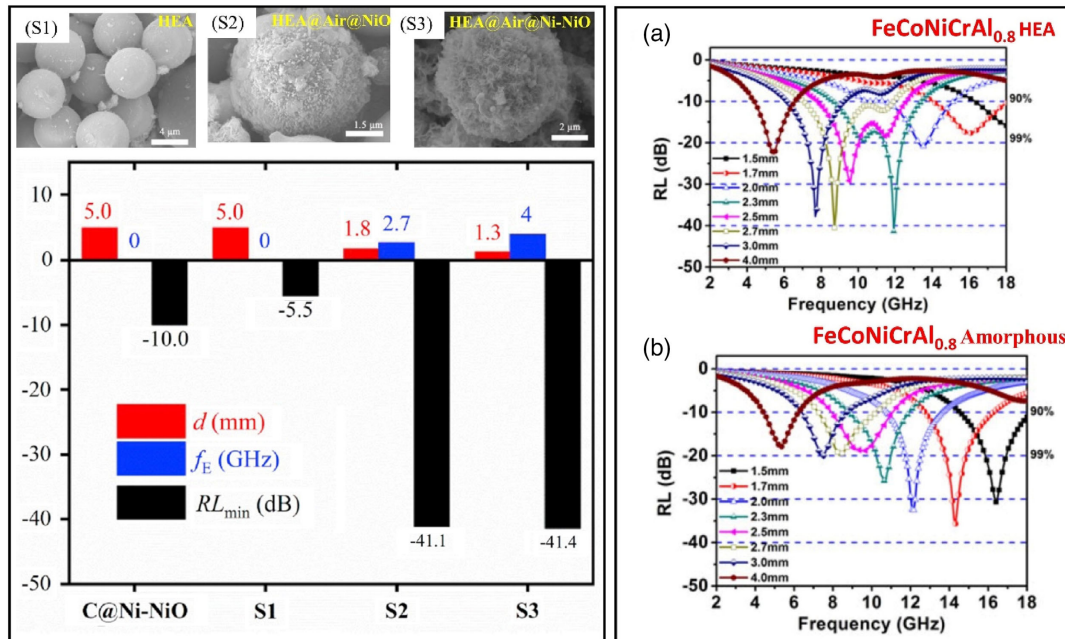 (S1)
HEA
4 μm
(S2)
HEA@Air@NiO
1.5 μm
(S3)
HEA@Air@Ni-NiO
2 μm
10
0
-10
-20
-30
-40
-50
5.0
0
-10.0
5.0
0
-5.5
1.8
2.7
-41.1
1.3
4
-41.4
d (mm)
fE (GHz)
RLmin (dB)
C@Ni-NiO
S1
S2
S3
(a)
FeCoNiCrAl0.8 HEA
RL (dB)
0
-10
-20
-30
-40
-50
90%
99%
1.5mm
1.7mm
2.0mm
2.3mm
2.5mm
2.7mm
3.0mm
4.0mm
2 4 6 8 10 12 14 16 18
Frequency (GHz)
(b)
FeCoNiCrAl0.8 Amorphous
RL (dB)
0
-10
-20
-30
-40
-50
90%
99%
1.5mm
1.7mm
2.0mm
2.3mm
2.5mm
2.7mm
3.0mm
4.0mm
2 4 6 8 10 12 14 16 18
Frequency (GHz)